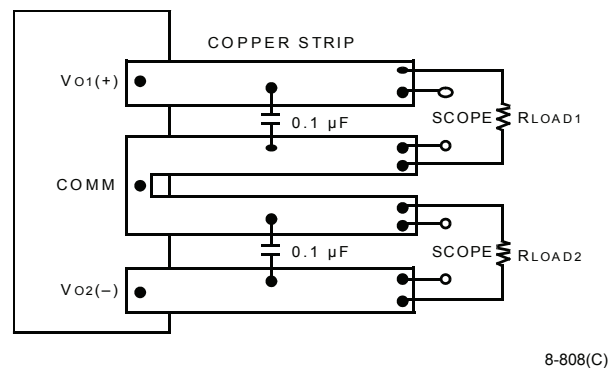 COPPER STRIP
VO1(+)
0.1 µF
SCOPE
RLOAD1
COMM
0.1 µF
SCOPE
RLOAD2
VO2(–)
8-808(C)